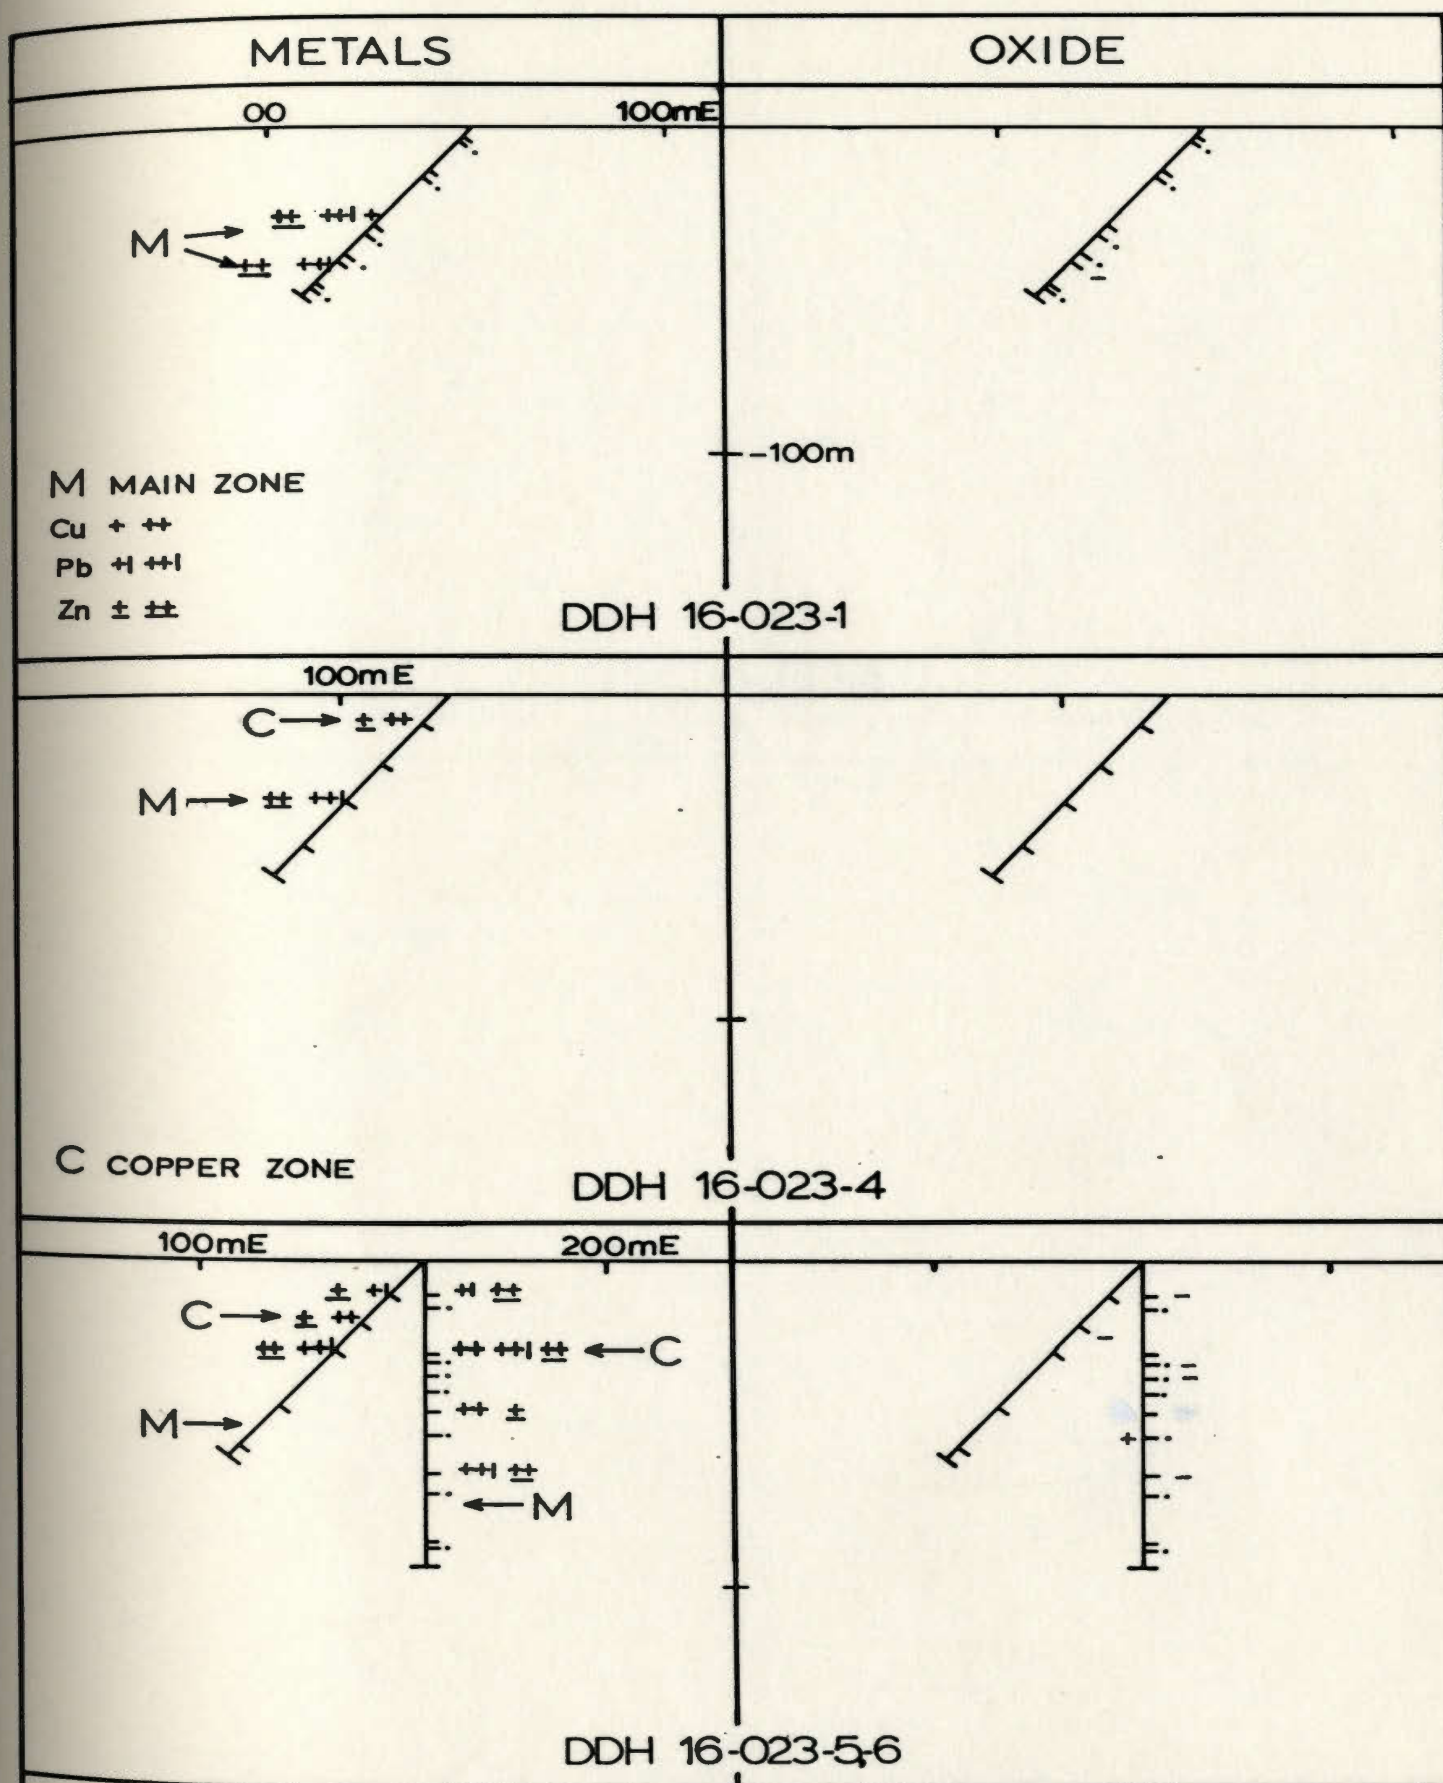 METALS OXIDE
OO 100mE
M
-100m
M MAIN ZONE
Cu + ++
Pb +| ++|
Zn ± ±±
DDH 16-023-1
100mE
C ± ++
M ±± ++|
C COPPER ZONE
DDH 16-023-4
100mE 200mE
C
C
M
M
DDH 16-023-5,-6